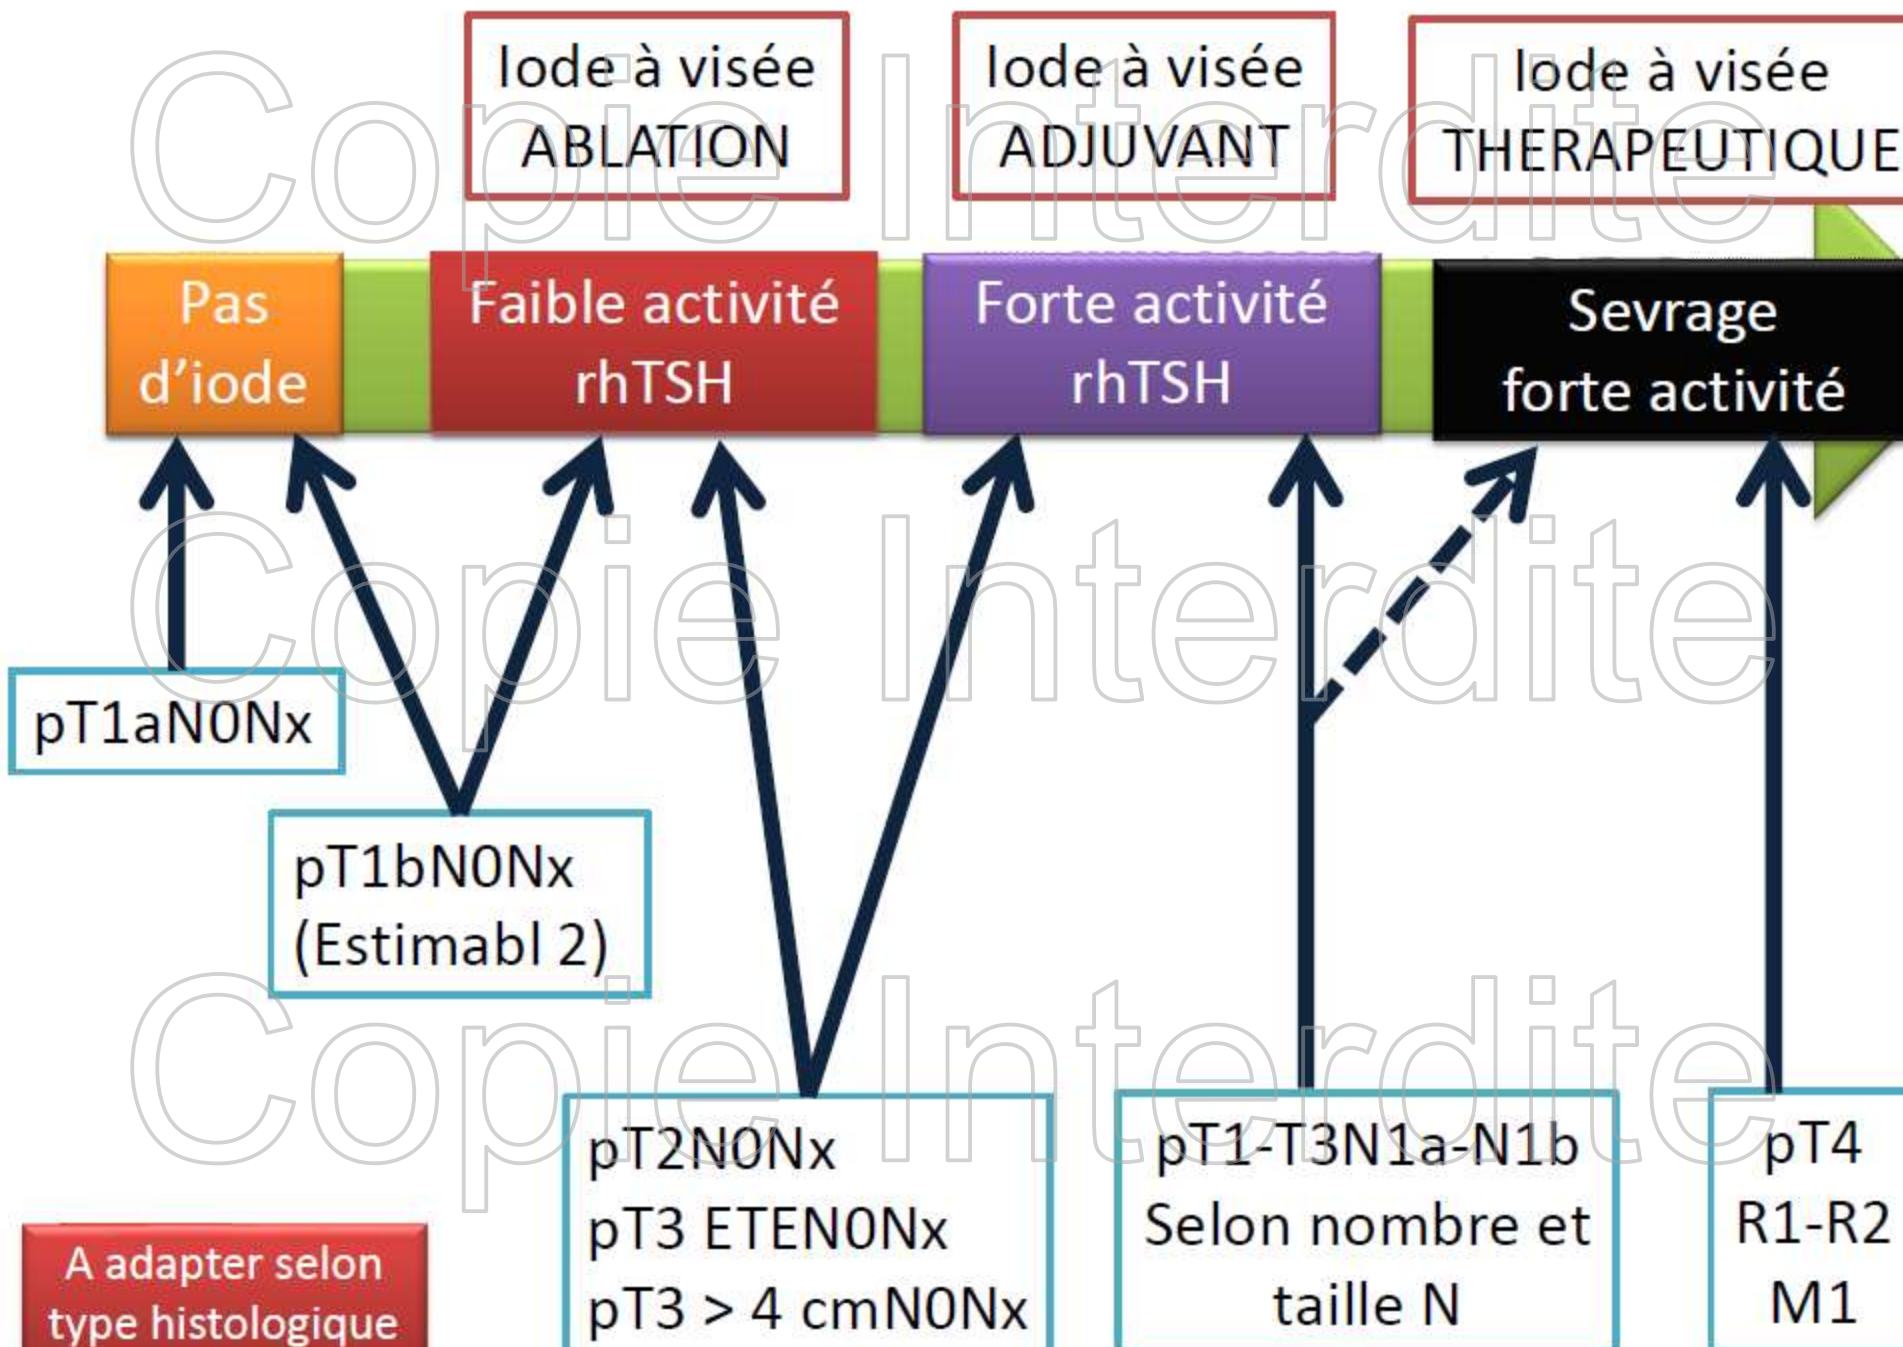 Iode à visée
ABLATION
Iode à visée
ADJUVANT
Iode à visée
THERAPEUTIQUE
Pas
d'iode
Faible activité
rhTSH
Forte activité
rhTSH
Sevrage
forte activité
pT1aN0Nx
pT1bN0Nx
(Estimabl 2)
pT2N0Nx
pT3 ETEN0Nx
pT3 > 4 cmN0Nx
pT1-T3N1a-N1b
Selon nombre et
taille N
pT4
R1-R2
M1
A adapter selon
type histologique
Copie Interdite
Copie Interdite
Copie Interdite